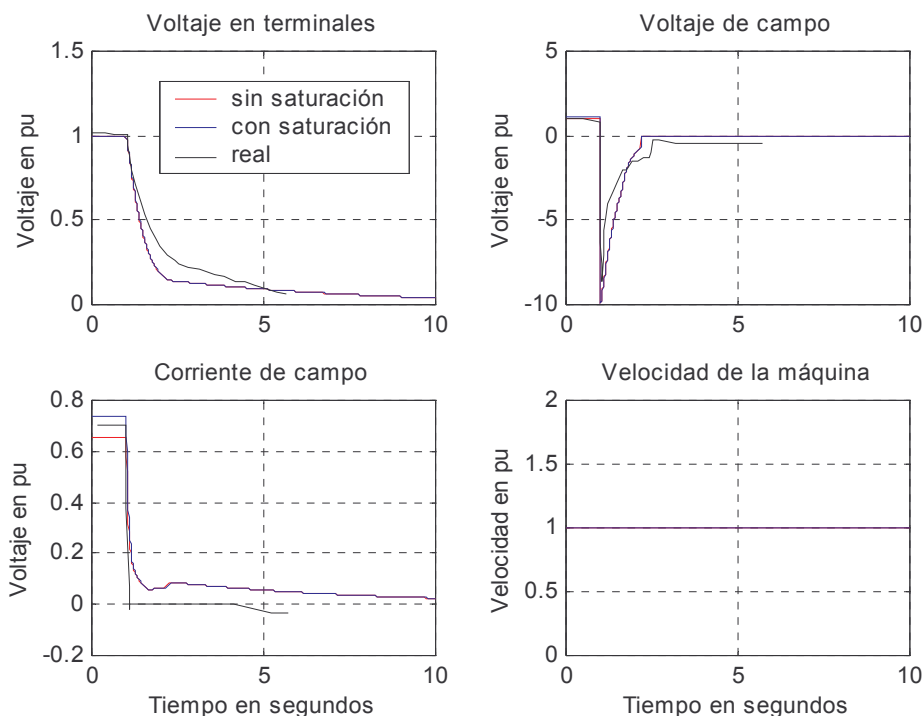 Voltaje en terminales
Voltaje en pu
1.5
1
0.5
0
0
5
10
sin saturación
con saturación
real
Voltaje de campo
Voltaje en pu
5
0
-5
-10
0
5
10
Corriente de campo
Voltaje en pu
0.8
0.6
0.4
0.2
0
-0.2
0
5
10
Tiempo en segundos
Velocidad de la máquina
Velocidad en pu
2
1.5
1
0.5
0
0
5
10
Tiempo en segundos